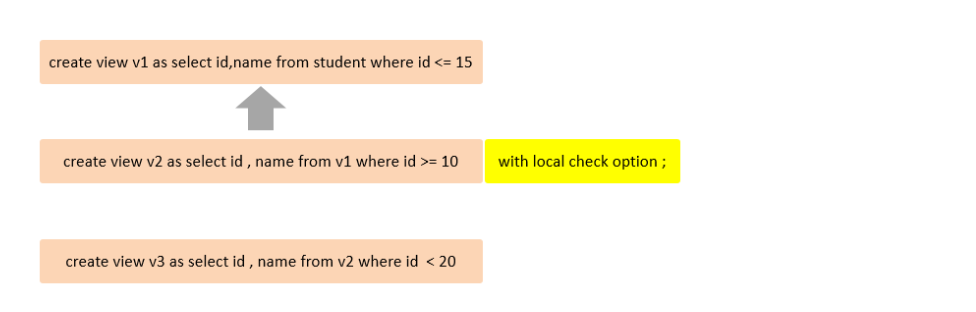 create view v1 as select id,name from student where id <= 15
create view v2 as select id , name from v1 where id >= 10 with local check option ;
create view v3 as select id , name from v2 where id  < 20